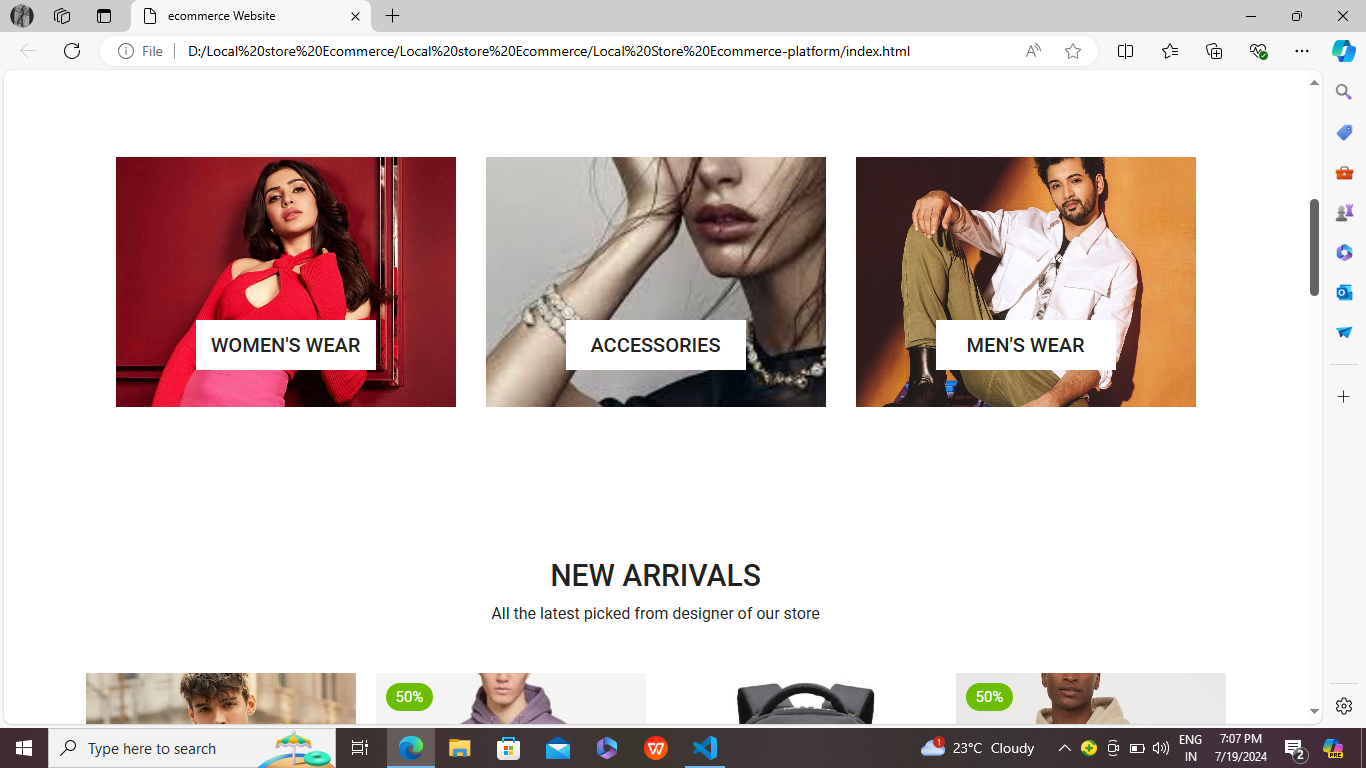 ecommerce Website
File
D:/Local%20store%20Ecommerce/Local%20store%20Ecommerce/Local%20Store%20Ecommerce-platform/index.html
WOMEN'S WEAR
ACCESSORIES
MEN'S WEAR
NEW ARRIVALS
All the latest picked from designer of our store
50%
50%
Type here to search
1
23°C Cloudy
ENG
IN
7:07 PM
7/19/2024
2
PRE